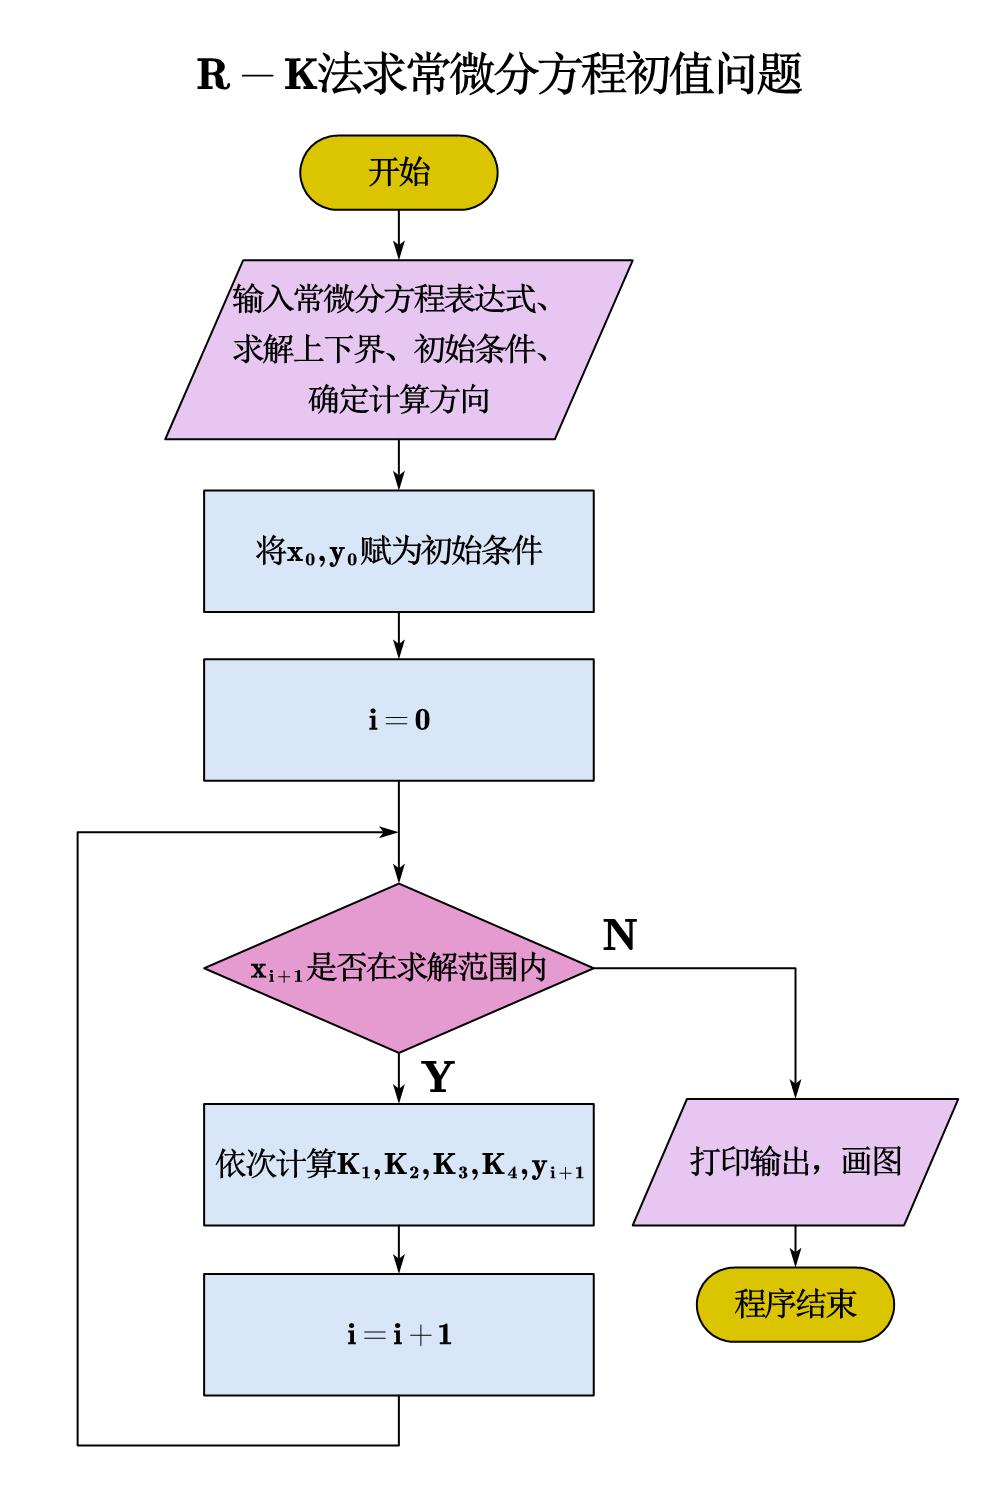 R − K法求常微分方程初值问题
开始
输入常微分方程表达式、
求解上下界、初始条件、
确定计算方向
将x₀,y₀赋为初始条件
i = 0
xᵢ₊₁是否在求解范围内
N
Y
依次计算K₁,K₂,K₃,K₄,yᵢ₊₁
打印输出，画图
i = i + 1
程序结束